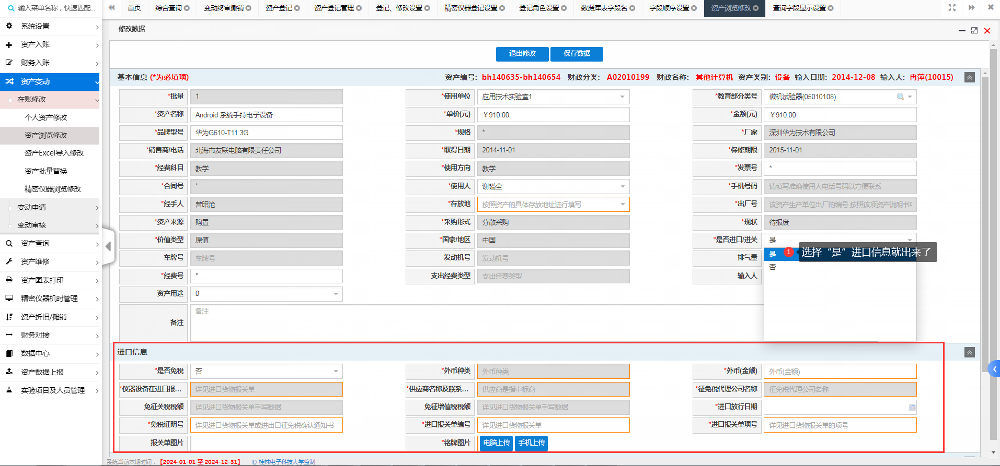 输入菜单名称，快速匹配...
首页 综合查询 变动终审撤销 资产登记 资产登记管理 登记、修改设置 精密仪器登记设置 登记角色设置 数据库表字段名 字段顺序设置 资产浏览修改 查询字段显示设置
系统设置
资产入账
财务入账
资产变动
在账修改
个人资产修改
资产浏览修改
资产Excel导入修改
资产批量替换
精密仪器浏览修改
变动申请
变动审核
资产查询
资产维修
资产图表打印
精密仪器机时管理
资产折旧/摊销
财务对接
数据中心
资产数据上报
实验项目及人员管理
修改数据
退出修改 保存数据
基本信息 (*为必填项) 资产编号: bh140635-bh140654 财政分类: A02010199 财政名称: 其他计算机 资产类别: 设备 输入日期: 2014-12-08 输入人: 冉萍(10015)
*批量 1 *使用单位 应用技术实验室1 *教育部分类号 微机试验器(05010108)
*资产名称 Android 系统手持电子设备 *单价(元) ￥910.00 *金额(元) ￥910.00
*品牌型号 华为G610-T11 3G *规格 * *厂家 深圳华为技术有限公司
*销售商/电话 北海市友联电脑有限责任公司 *取得日期 2014-11-01 *保修期限 2015-11-01
*经费科目 教学 *使用方向 教学 *发票号 *
*合同号 * *使用人 谢镒全 *手机号码 请填写准确使用人电话号码以方便联系
*经手人 曾昭沧 *存放地 按照资产的具体存放地址进行填写 *出厂号 该资产生产单位出厂的编号,按照该项资产说明书或
*资产来源 购置 *采购形式 分散采购 *现状 待报废
*价值类型 原值 *国家/地区 中国 *是否进口/进关 是
车牌号 车牌号 发动机号 发动机号 排气量 是 1 选择“是”进口信息就出来了
否
*经费号 * 支出经费类型 支出经费类型 输入人
资产用途 0
备注 备注
进口信息
*是否免税 否 *外币种类 外币种类 *外币(金额) 外币(金额)
*仪器设备在进口报... 详见进口货物报关单 *供应商名称及联系... 供应商是指中标商 *征免税代理公司名称 征免税代理公司名称
免征关税税额 详见进口货物报关单手写数据 免征增值税税额 详见进口货物报关单手写数据 *进口放行日期
*免税证明号 详见进口货物报关单或进出口征免税确认通知书 *进口报关单编号 详见进口货物报关单 *进口报关单项号 详见进口货物报关单的项号
报关单图片 *铭牌图片 电脑上传 手机上传
系统当前本期时间： 【2024-01-01 至 2024-12-31】 © 桂林电子科技大学监制